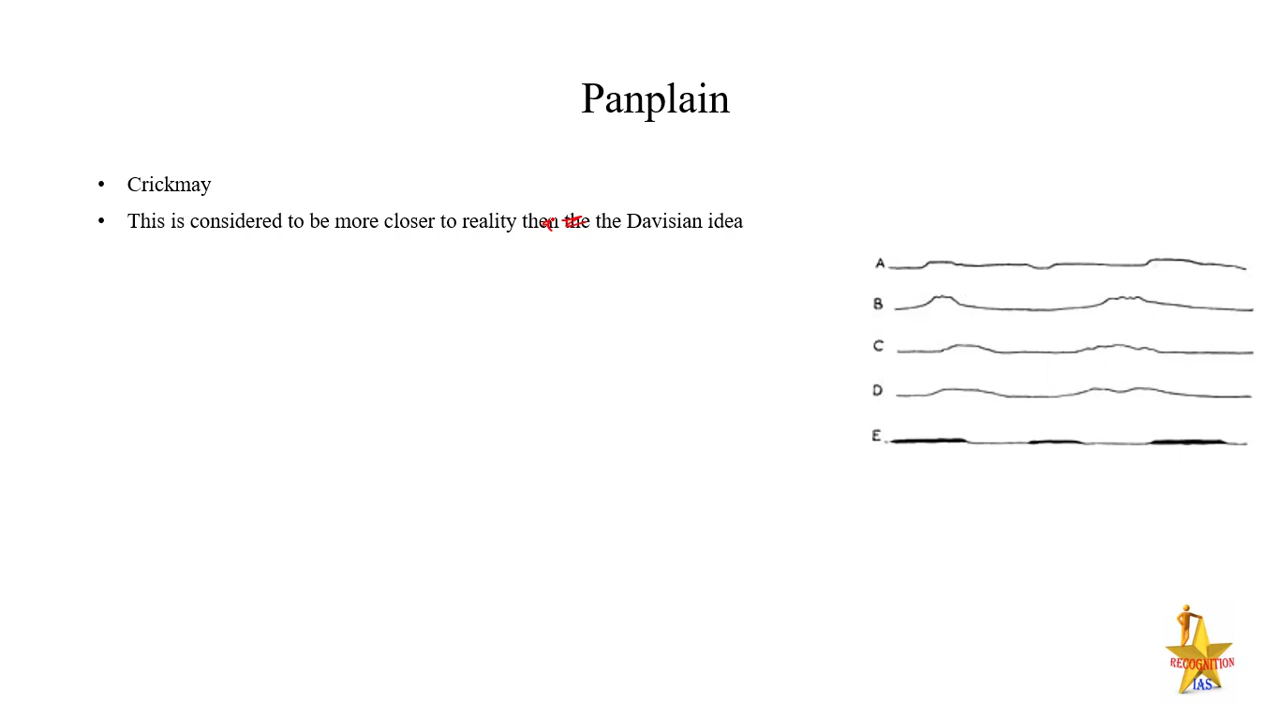 Panplain
• Crickmay
• This is considered to be more closer to reality then the the Davisian idea
A
B
C
D
E
RECOGNITION
IAS